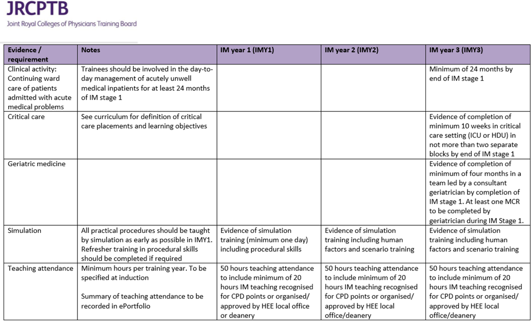 JRCPTB
Joint Royal Colleges of Physicians Training Board
Evidence / requirement
Notes
IM year 1 (IMY1)
IM year 2 (IMY2)
IM year 3 (IMY3)
Clinical activity:
Continuing ward
care of patients
admitted with acute
medical problems
Trainees should be involved in the day-to-
day management of acutely unwell
medical inpatients for at least 24 months
of IM stage 1
Minimum of 24 months by
end of IM stage 1
Critical care
See curriculum for definition of critical
care placements and learning objectives
Evidence of completion of
minimum 10 weeks in critical
care setting (ICU or HDU) in
not more than two separate
blocks by end of IM stage 1
Geriatric medicine
Evidence of completion of
minimum of four months in a
team led by a consultant
geriatrician by completion of
IM stage 1. At least one MCR
to be completed by
geriatrician during IM Stage 1.
Simulation
All practical procedures should be taught
by simulation as early as possible in IMY1.
Refresher training in procedural skills
should be completed if required
Evidence of simulation
training (minimum one day)
including procedural skills
Evidence of simulation
training including human
factors and scenario training
Evidence of simulation
training including human
factors and scenario training
Teaching attendance
Minimum hours per training year. To be
specified at induction
Summary of teaching attendance to be
recorded in ePortfolio
50 hours teaching attendance
to include minimum of 20
hours IM teaching recognised
for CPD points or organised/
approved by HEE local office
or deanery
50 hours teaching attendance
to include minimum of 20
hours IM teaching recognised
for CPD points or organised/
approved by HEE local
office/deanery
50 hours teaching attendance
to include minimum of 20
hours IM teaching recognised
for CPD points or organised/
approved by HEE local
office/deanery